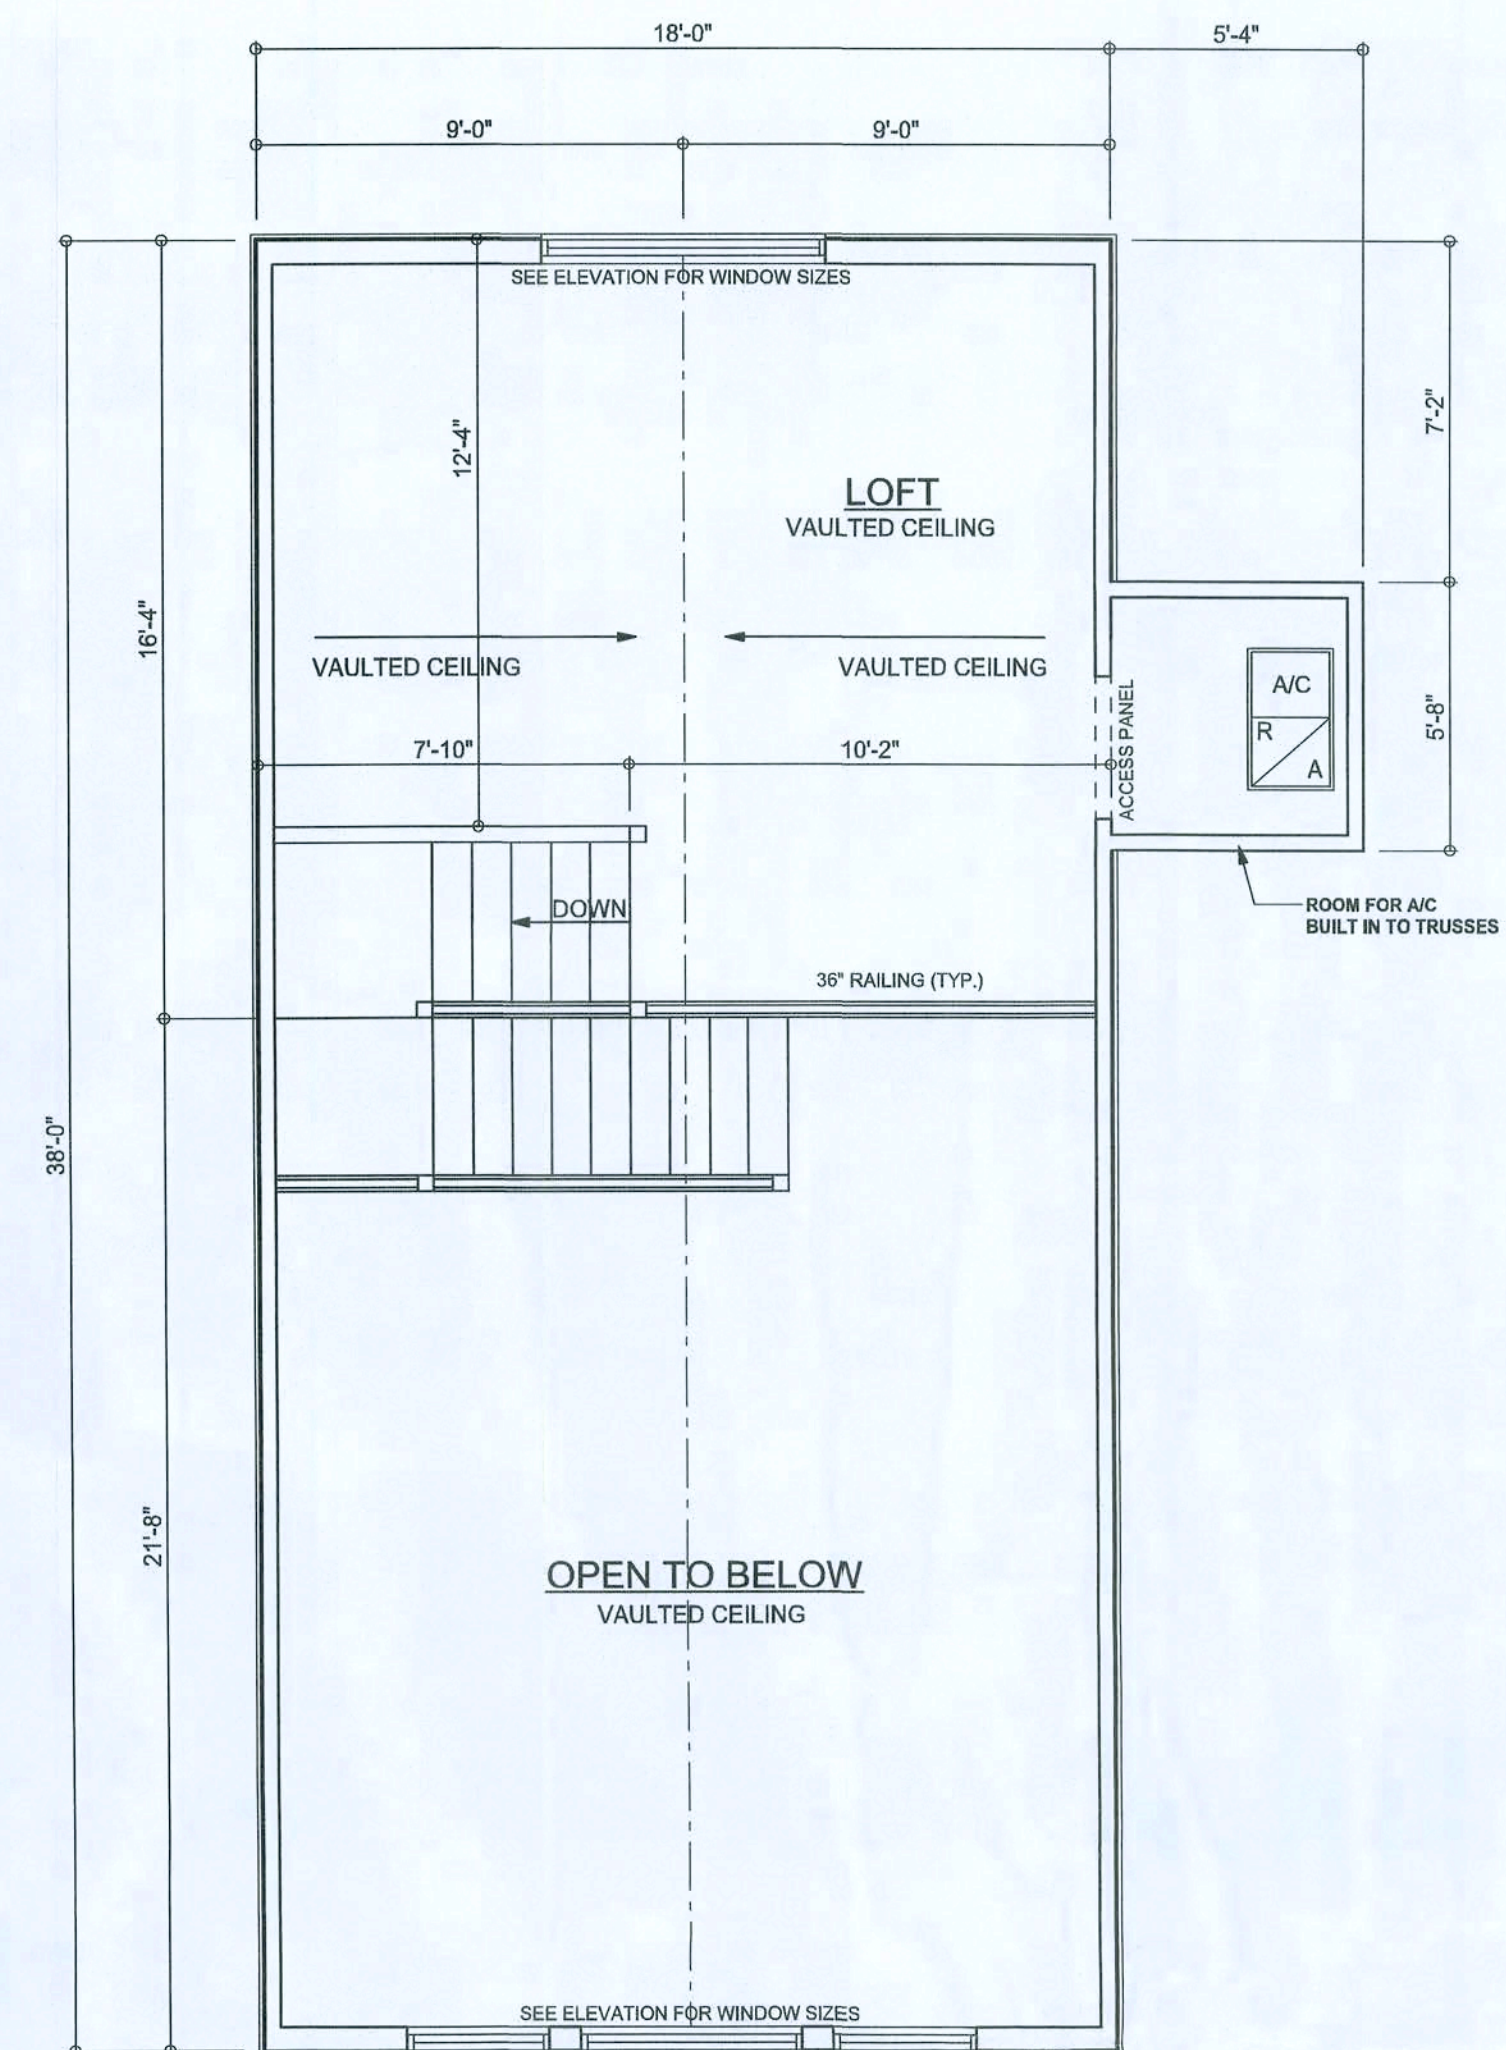 18'-0"
5'-4"
9'-0"
9'-0"
SEE ELEVATION FOR WINDOW SIZES
12'-4"
7'-2"
LOFT
VAULTED CEILING
16'-4"
VAULTED CEILING
VAULTED CEILING
A/C
R
A
ACCESS PANEL
5'-8"
7'-10"
10'-2"
DOWN
ROOM FOR A/C
BUILT IN TO TRUSSES
36" RAILING (TYP.)
38'-0"
21'-8"
OPEN TO BELOW
VAULTED CEILING
SEE ELEVATION FOR WINDOW SIZES